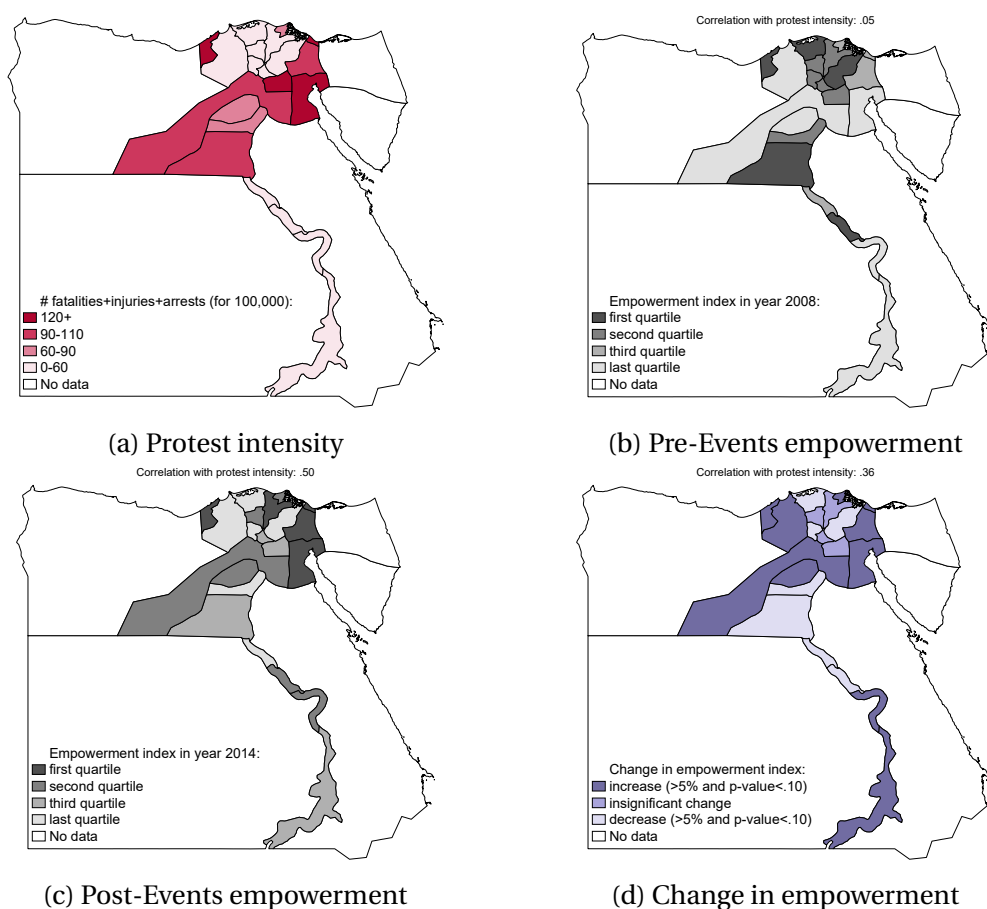 # fatalities+injuries+arrests (for 100,000):
120+
90-110
60-90
0-60
No data
(a) Protest intensity
Correlation with protest intensity: .05
Empowerment index in year 2008:
first quartile
second quartile
third quartile
last quartile
No data
(b) Pre-Events empowerment
Correlation with protest intensity: .50
Empowerment index in year 2014:
first quartile
second quartile
third quartile
last quartile
No data
(c) Post-Events empowerment
Correlation with protest intensity: .36
Change in empowerment index:
increase (>5% and p-value<.10)
insignificant change
decrease (>5% and p-value<.10)
No data
(d) Change in empowerment